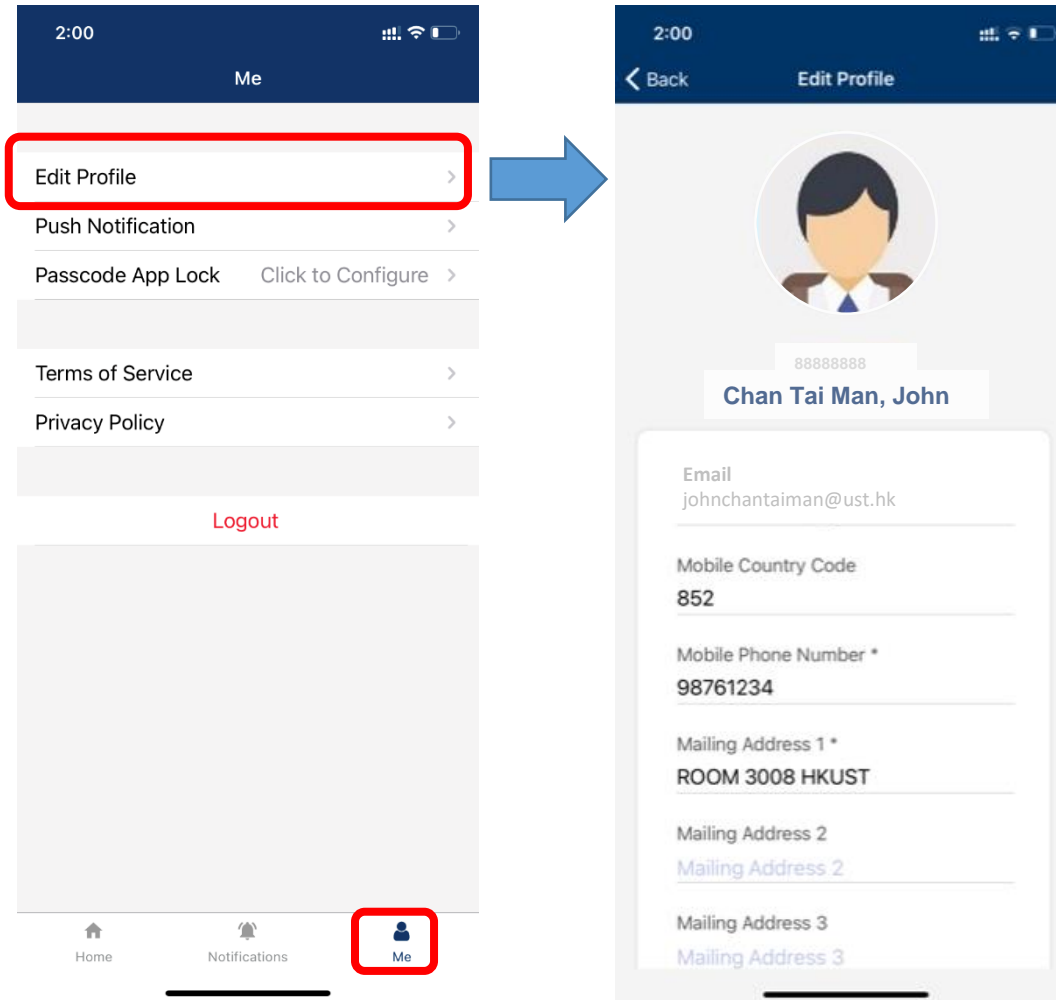 2:00
Me
Edit Profile
Push Notification
Passcode App Lock Click to Configure
Terms of Service
Privacy Policy
Logout
Home Notifications Me
2:00
Back Edit Profile
88888888
Chan Tai Man, John
Email
johnchantaiman@ust.hk
Mobile Country Code
852
Mobile Phone Number *
98761234
Mailing Address 1 *
ROOM 3008 HKUST
Mailing Address 2
Mailing Address 2
Mailing Address 3
Mailing Address 3